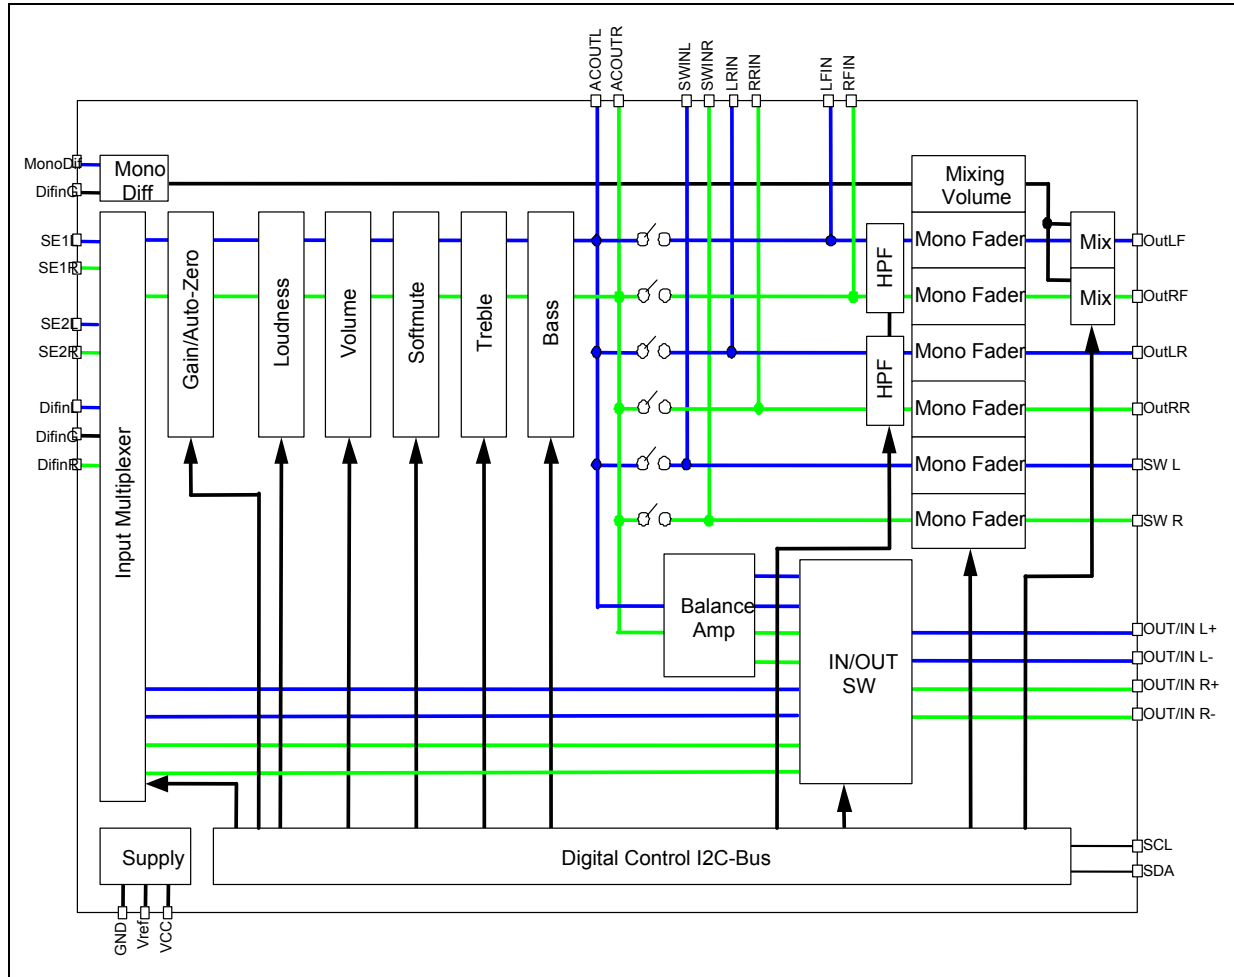 ACOUTL
ACOUTR
SWINL
SWINR
LRIN
RRIN
LFIN
RFIN
MonoDif
DifinG
Mono
Diff
Mixing
Volume
SE1L
SE1R
SE2L
SE2R
DifinL
DifinG
DifinR
Input Multiplexer
Gain/Auto-Zero
Loudness
Volume
Softmute
Treble
Bass
HPF
HPF
Mono Fader
Mono Fader
Mono Fader
Mono Fader
Mono Fader
Mono Fader
Mix
Mix
OutLF
OutRF
OutLR
OutRR
SW L
SW R
Balance
Amp
IN/OUT
SW
OUT/IN L+
OUT/IN L-
OUT/IN R+
OUT/IN R-
Supply
Digital Control I2C-Bus
SCL
SDA
GND
Vref
VCC